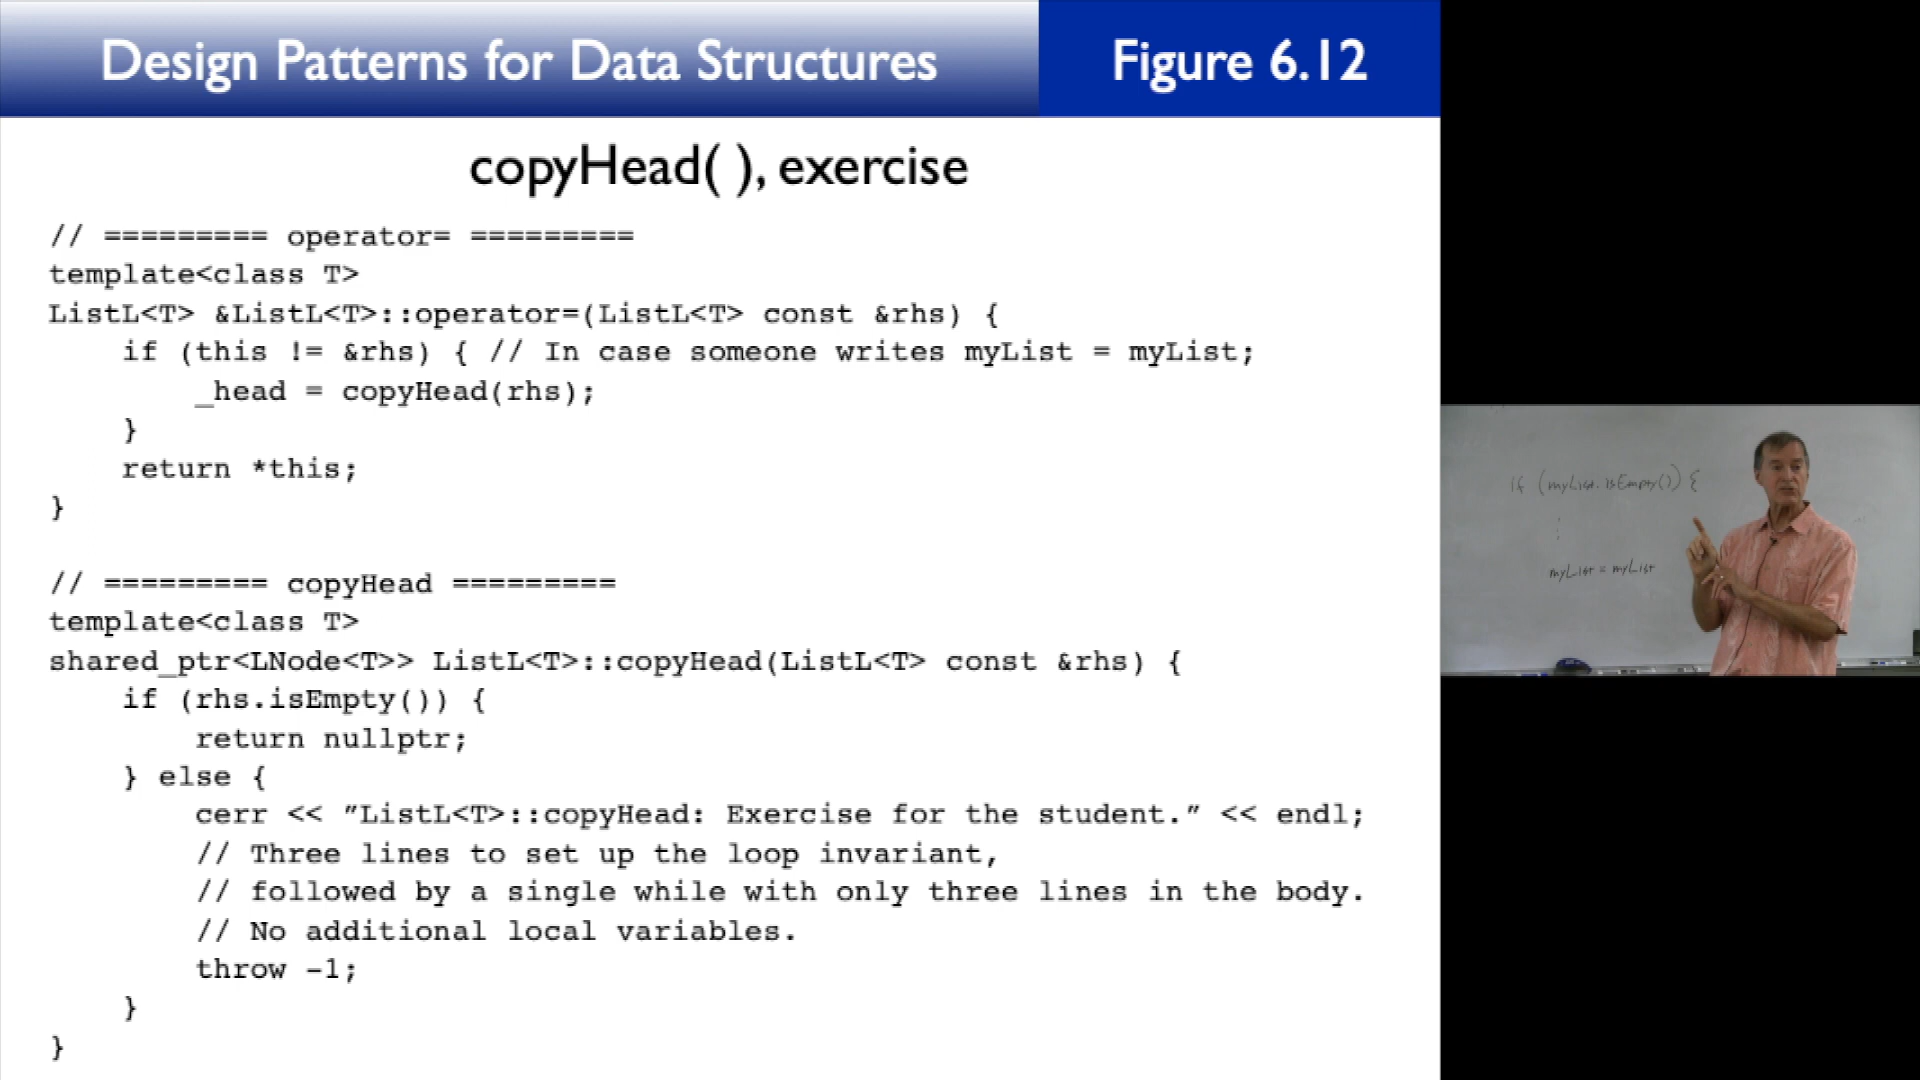 Design Patterns for Data Structures
Figure 6.12
copyHead( ), exercise
// ========= operator= =========
template<class T>
ListL<T> &ListL<T>::operator=(ListL<T> const &rhs) {
    if (this != &rhs) { // In case someone writes myList = myList;
        _head = copyHead(rhs);
    }
    return *this;
}
// ========= copyHead =========
template<class T>
shared_ptr<LNode<T>> ListL<T>::copyHead(ListL<T> const &rhs) {
    if (rhs.isEmpty()) {
        return nullptr;
    } else {
        cerr << ”ListL<T>::copyHead: Exercise for the student.” << endl;
        // Three lines to set up the loop invariant,
        // followed by a single while with only three lines in the body.
        // No additional local variables.
        throw -1;
    }
}
if (myList.isEmpty()) {
⋮
myList = myList